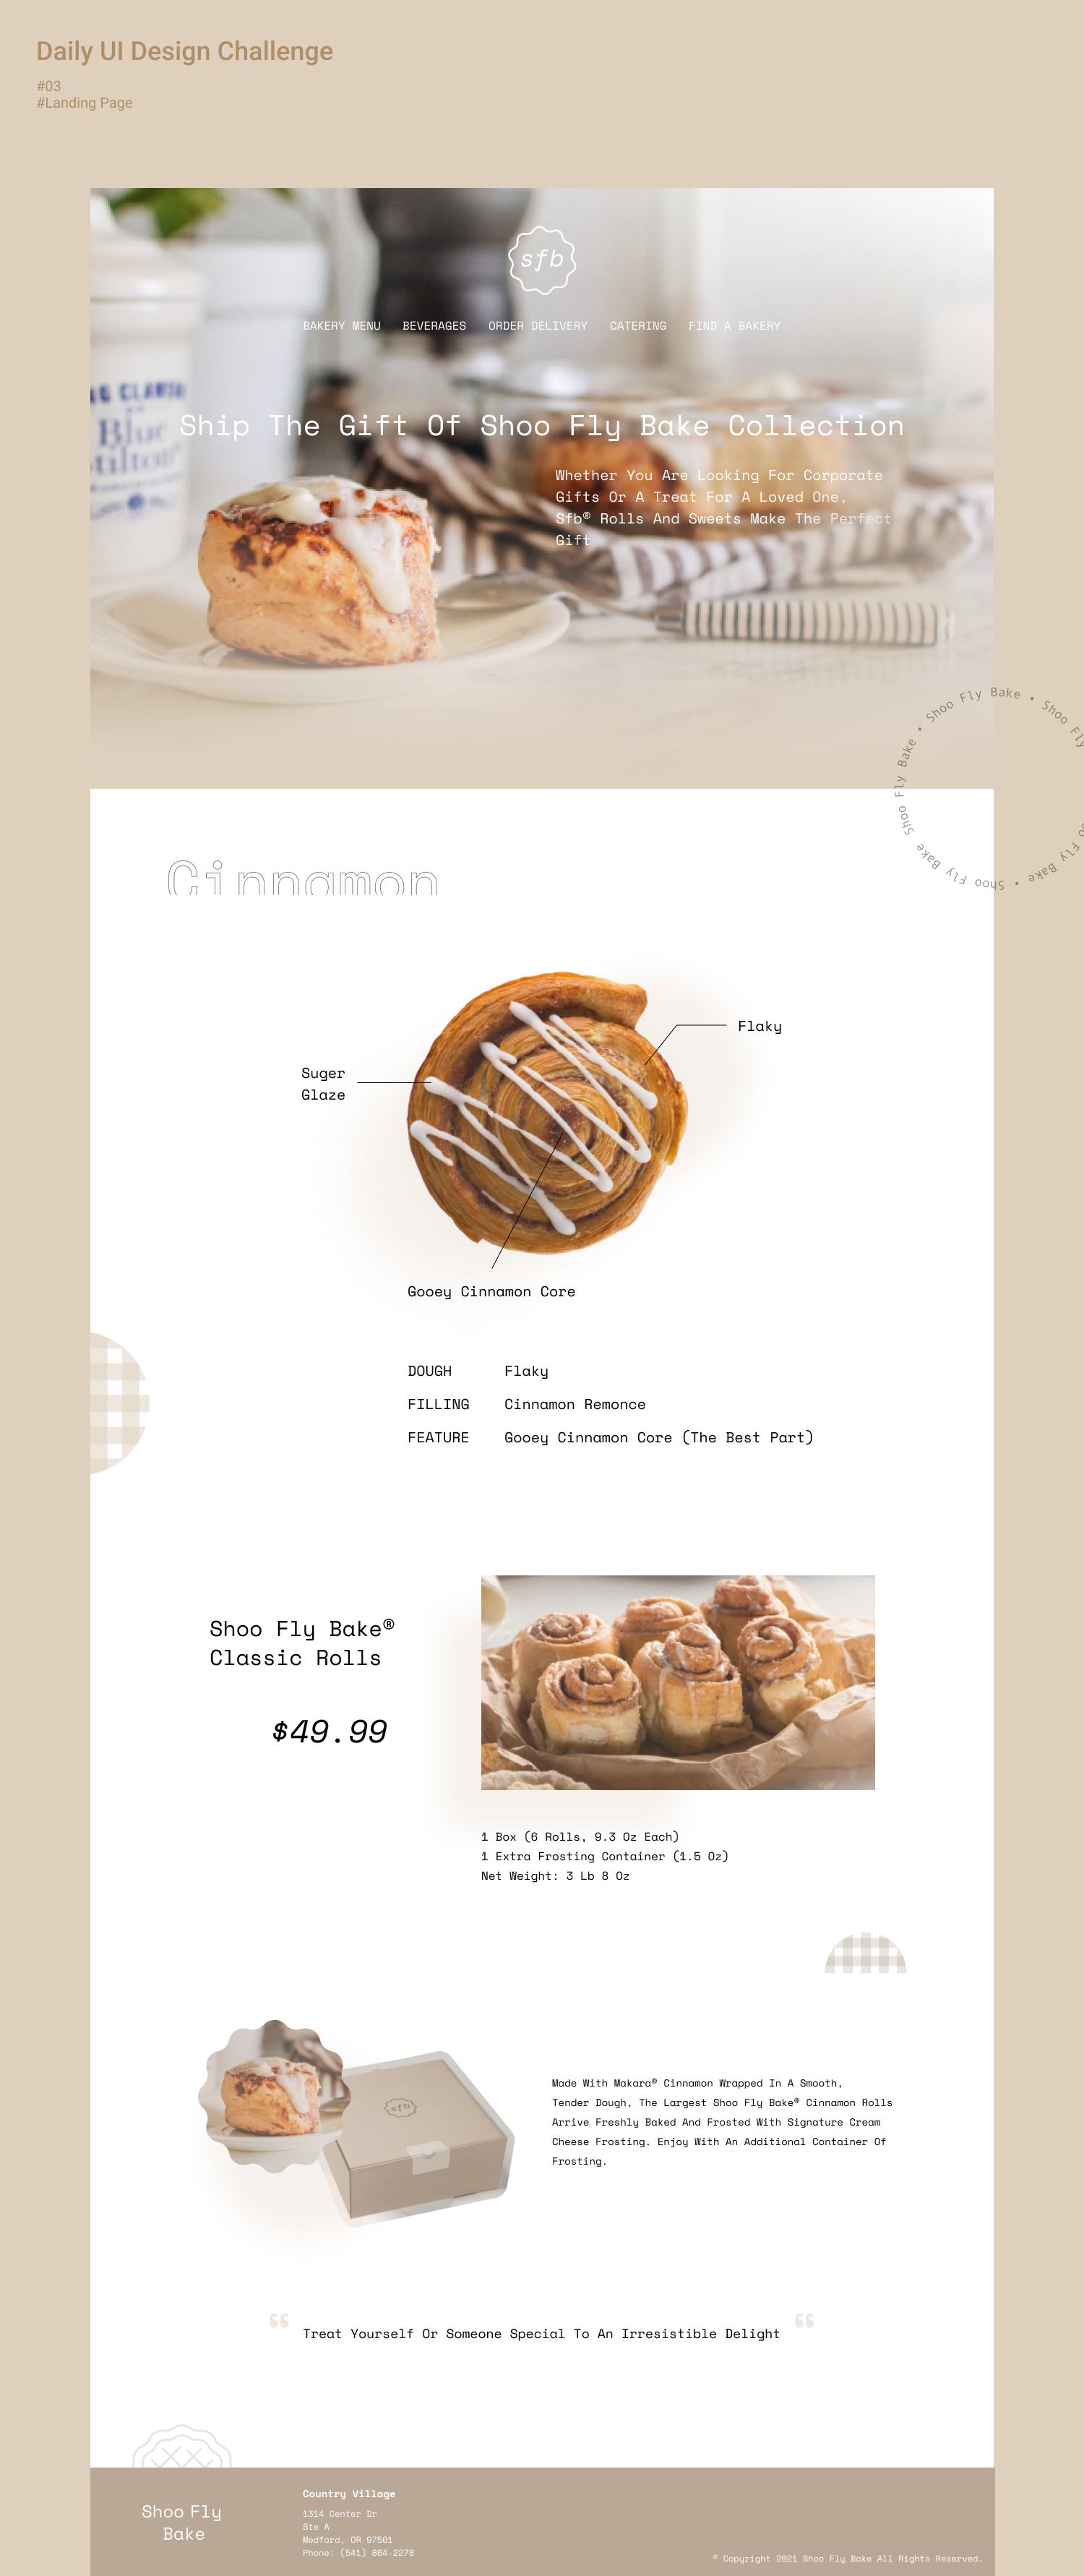 Daily UI Design Challenge
#03
#Landing Page
sfb
BAKERY MENU BEVERAGES ORDER DELIVERY CATERING FIND A BAKERY
Blue
Ship The Gift Of Shoo Fly Bake Collection
Whether You Are Looking For Corporate
Gifts Or A Treat For A Loved One,
Sfb® Rolls And Sweets Make The Perfect
Gift
Shoo Fly Bake • Shoo Fly Bake • Shoo Fly Bake • Shoo Fly Bake
Cinnamon
Flaky
Suger
Glaze
Gooey Cinnamon Core
DOUGH Flaky
FILLING Cinnamon Remonce
FEATURE Gooey Cinnamon Core (The Best Part)
Shoo Fly Bake®
Classic Rolls
$49.99
1 Box (6 Rolls, 9.3 Oz Each)
1 Extra Frosting Container (1.5 Oz)
Net Weight: 3 Lb 8 Oz
sfb
Made With Makara® Cinnamon Wrapped In A Smooth,
Tender Dough, The Largest Shoo Fly Bake® Cinnamon Rolls
Arrive Freshly Baked And Frosted With Signature Cream
Cheese Frosting. Enjoy With An Additional Container Of
Frosting.
“ Treat Yourself Or Someone Special To An Irresistible Delight “
Shoo Fly
Bake
Country Village
1314 Center Dr
Ste A
Medford, OR 97501
Phone: (541) 864-2278
© Copyright 2021 Shoo Fly Bake All Rights Reserved.